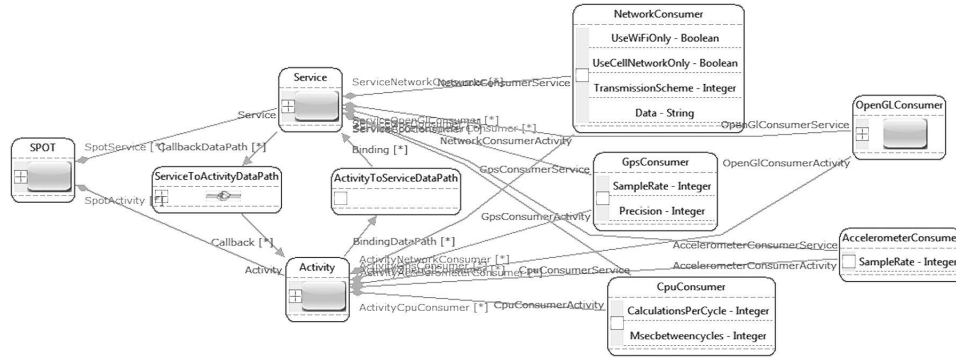 NetworkConsumer
UseWiFiOnly - Boolean
UseCellNetworkOnly - Boolean
TransmissionScheme - Integer
Data - String
Service
NetworkConsumerService
OpenGLConsumer
OpenGlConsumerService
Service
SPOT
SpotService [*]
CallbackDataPath [*]
Binding [*]
NetworkConsumerActivity
GpsConsumer
SampleRate - Integer
Precision - Integer
GpsConsumerService
OpenGlConsumerActivity
ServiceToActivityDataPath
ActivityToServiceDataPath
SpotActivity [*]
GpsConsumerActivity
Callback [*]
BindingDataPath [*]
AccelerometerConsumer
SampleRate - Integer
AccelerometerConsumerService
AccelerometerConsumerActivity
Activity
Activity
ActivityNetworkConsumer [*]
CpuConsumerService
CpuConsumer
CalculationsPerCycle - Integer
Msecbetweencycles - Integer
ActivityCpuConsumer [*]
CpuConsumerActivity